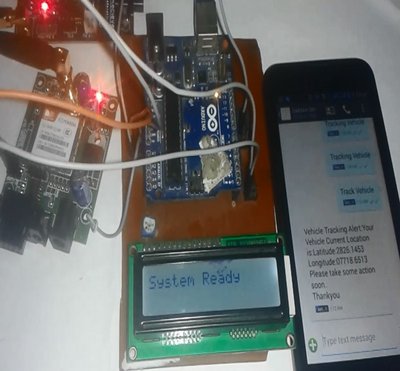 ARDUINO
System Ready
Tracking Vehicle
Tracking Vehicle
Track Vehicle
Vehicle Tracking Alert:Your
Vehicle Current Location
is:Latitude:2826.1453
Longitude:07718.6513
Please take some action
soon.
Thankyou
Type text message